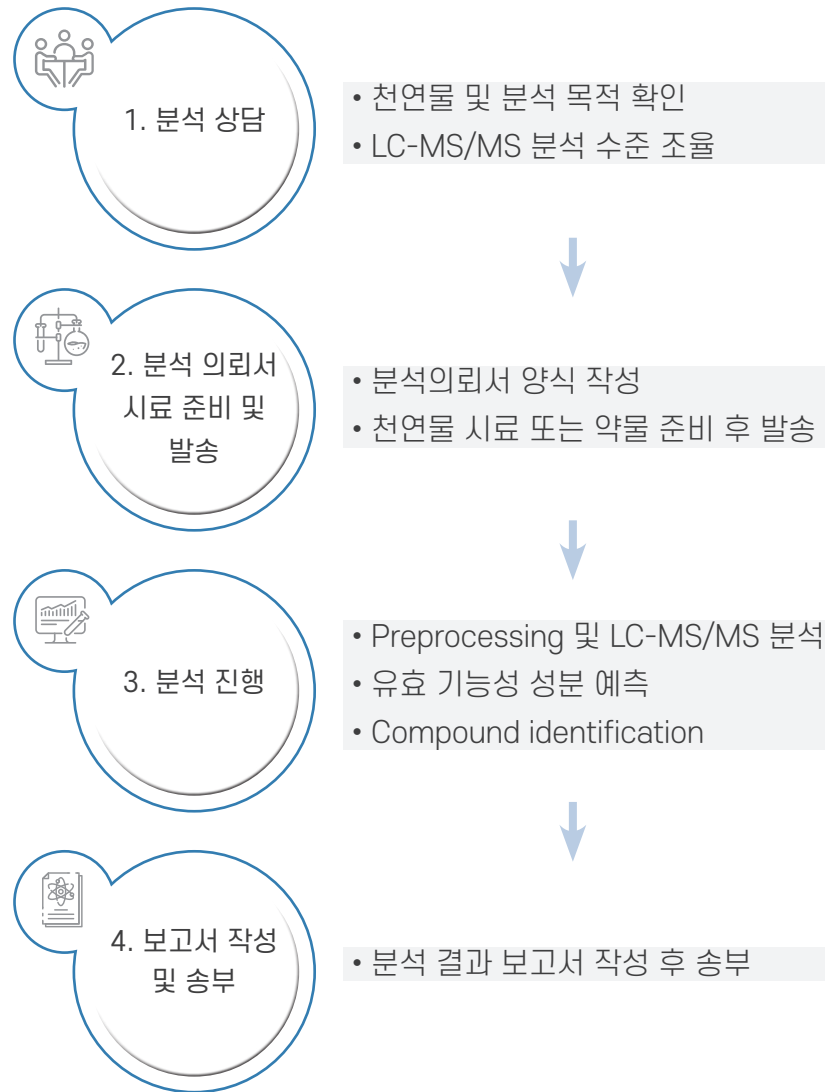 1. 분석 상담
• 천연물 및 분석 목적 확인
• LC-MS/MS 분석 수준 조율
2. 분석 의뢰서
시료 준비 및
발송
• 분석의뢰서 양식 작성
• 천연물 시료 또는 약물 준비 후 발송
3. 분석 진행
• Preprocessing 및 LC-MS/MS 분석
• 유효 기능성 성분 예측
• Compound identification
4. 보고서 작성
및 송부
• 분석 결과 보고서 작성 후 송부